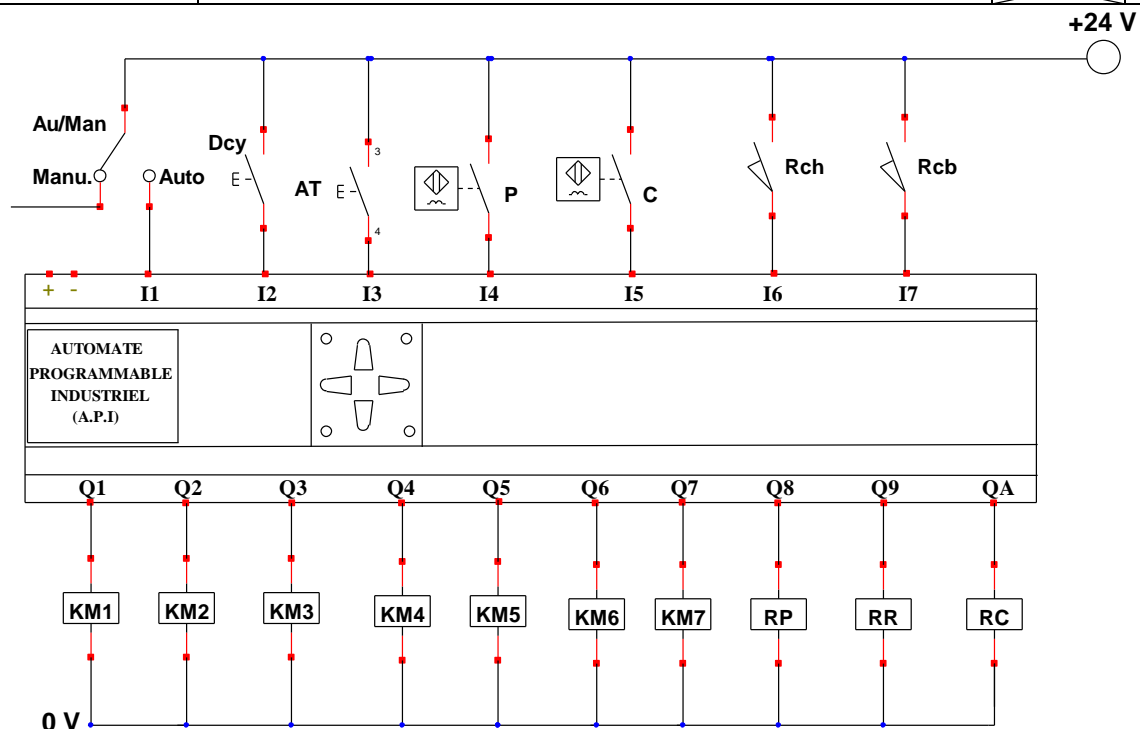 +24 V
Au/Man
Manu.
Auto
Dcy
E
AT
E
3
4
P
C
Rch
Rcb
+ -
I1 I2 I3 I4 I5 I6 I7
AUTOMATE
PROGRAMMABLE
INDUSTRIEL
(A.P.I)
Q1 Q2 Q3 Q4 Q5 Q6 Q7 Q8 Q9 QA
KM1 KM2 KM3 KM4 KM5 KM6 KM7 RP RR RC
0 V